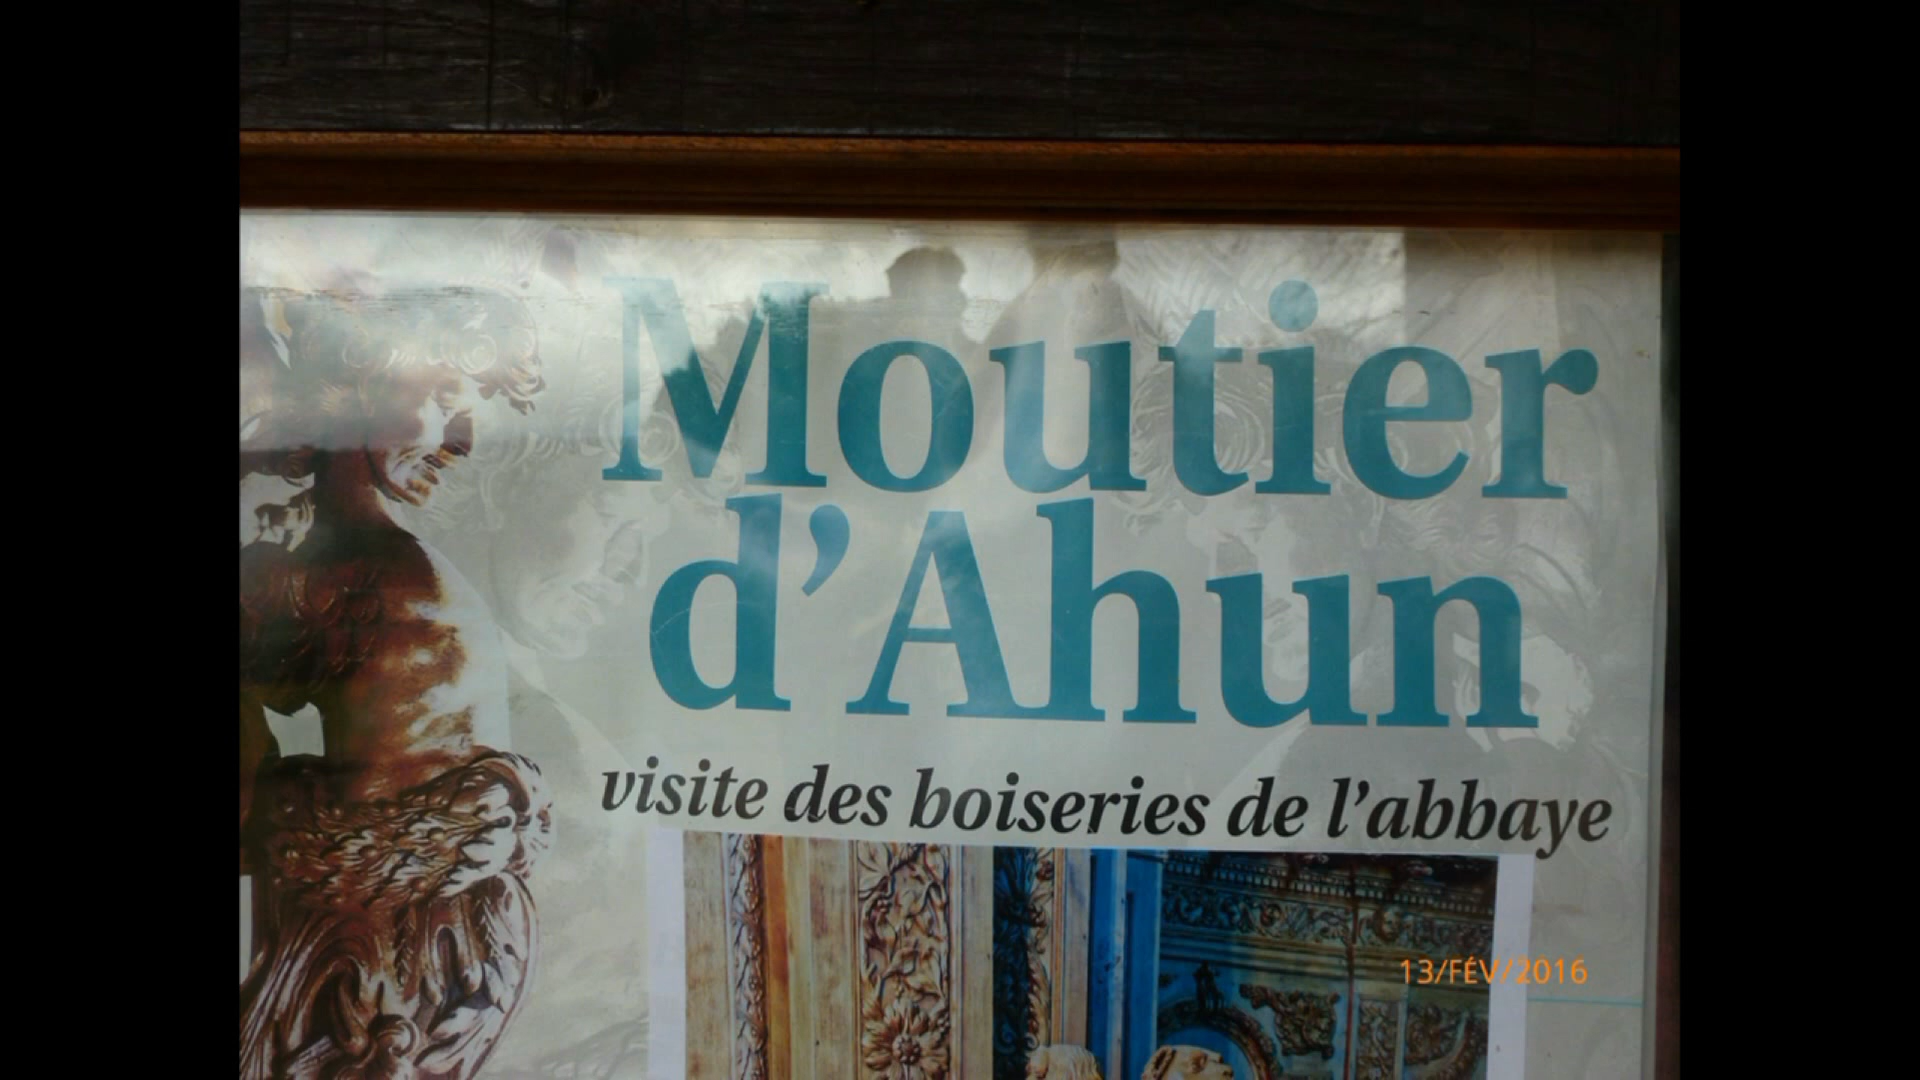 Moutier
d’Ahun
visite des boiseries de l’abbaye
13/FÉV/2016